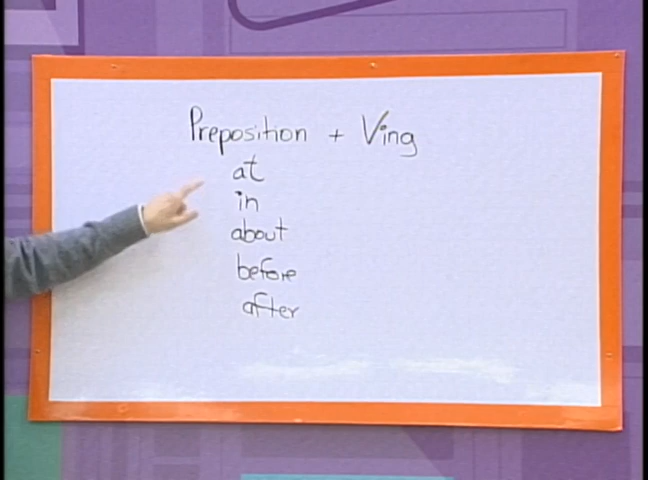 Preposition + Ving
at
in
about
before
after